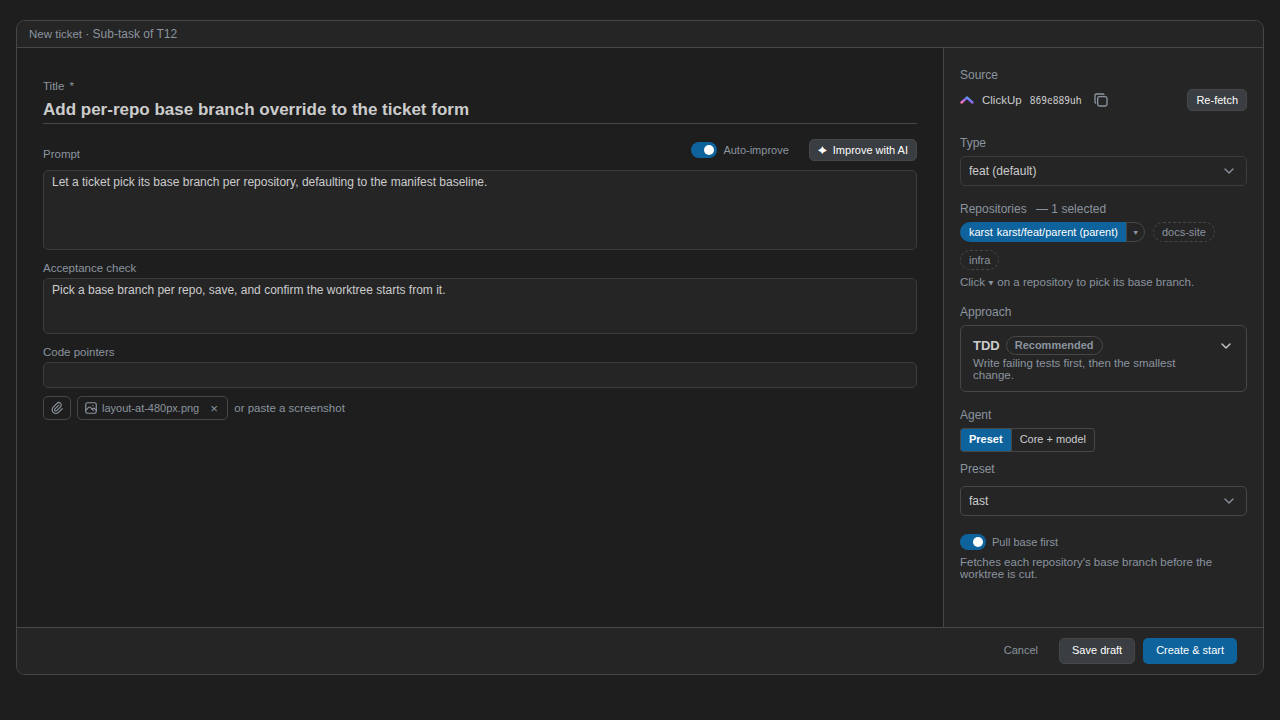 New ticket · Sub-task of T12
Title *
Add per-repo base branch override to the ticket form
Prompt
Auto-improve
Improve with AI
Let a ticket pick its base branch per repository, defaulting to the manifest baseline.
Acceptance check
Pick a base branch per repo, save, and confirm the worktree starts from it.
Code pointers
layout-at-480px.png ×
or paste a screenshot
Source
ClickUp 869e889uh
Re-fetch
Type
feat (default)
Repositories — 1 selected
karst karst/feat/parent (parent) ▾ docs-site
infra
Click ▾ on a repository to pick its base branch.
Approach
TDD Recommended
Write failing tests first, then the smallest
change.
Agent
Preset Core + model
Preset
fast
Pull base first
Fetches each repository's base branch before the
worktree is cut.
Cancel Save draft Create & start